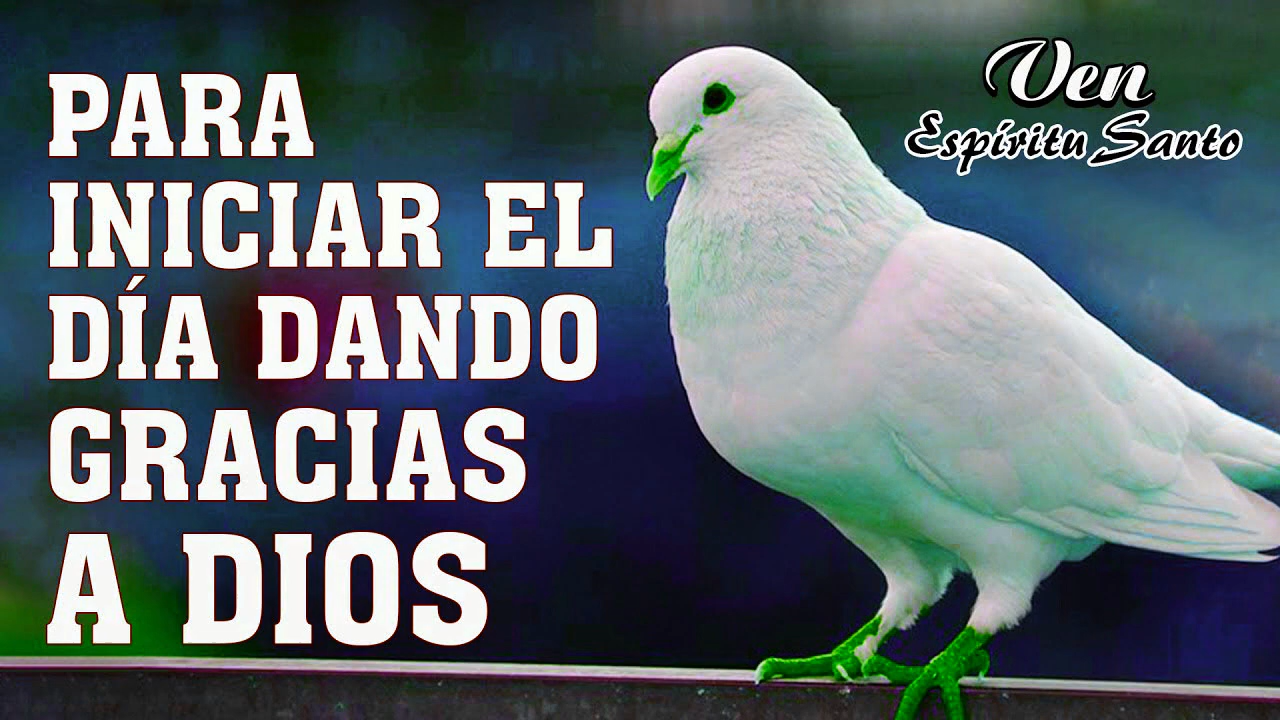 PARA
INICIAR EL
DÍA DANDO
GRACIAS
A DIOS
Ven
Espíritu Santo